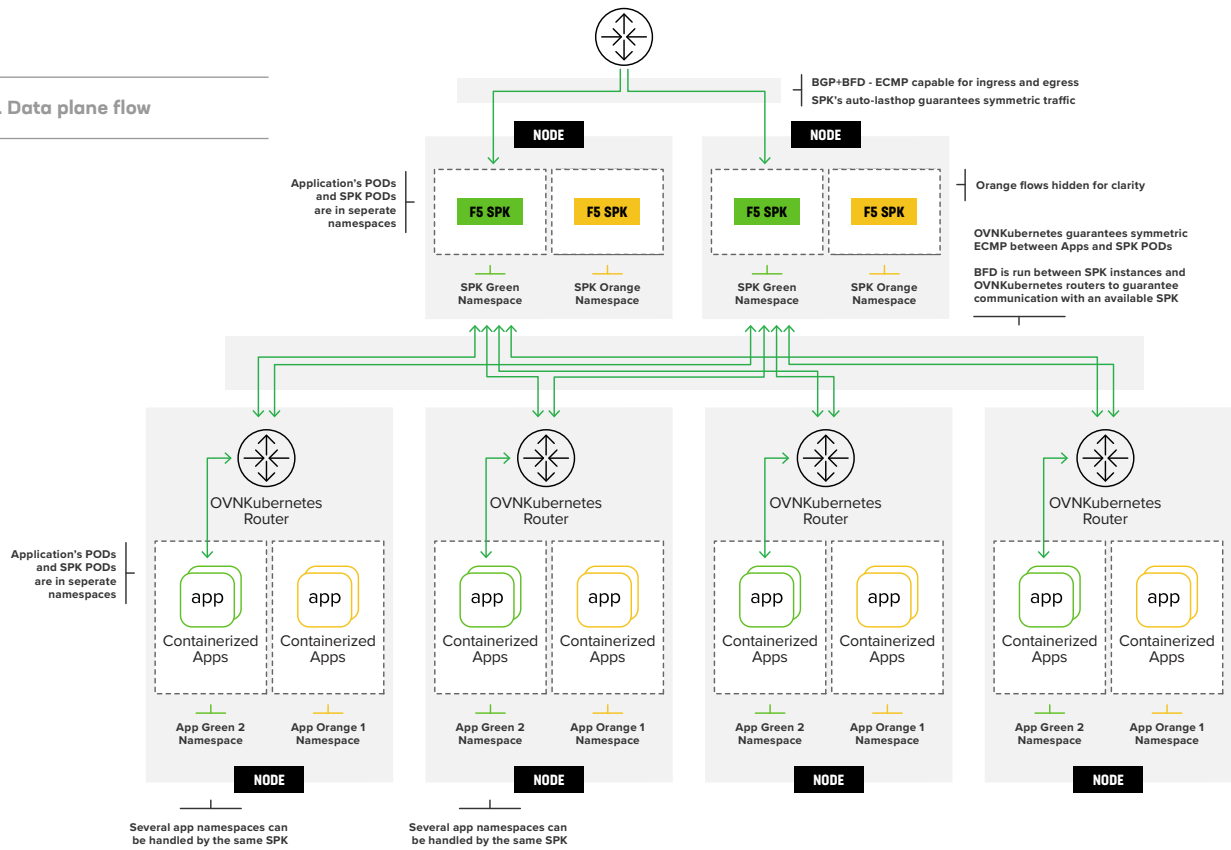 . Data plane flow
BGP+BFD - ECMP capable for ingress and egress
SPK's auto-lasthop guarantees symmetric traffic
NODE
NODE
Application's PODs
and SPK PODs
are in seperate
namespaces
F5 SPK
F5 SPK
F5 SPK
F5 SPK
Orange flows hidden for clarity
OVNKubernetes guarantees symmetric
ECMP between Apps and SPK PODs
BFD is run between SPK instances and
OVNKubernetes routers to guarantee
communication with an available SPK
SPK Green
Namespace
SPK Orange
Namespace
SPK Green
Namespace
SPK Orange
Namespace
OVNKubernetes
Router
OVNKubernetes
Router
OVNKubernetes
Router
OVNKubernetes
Router
Application's PODs
and SPK PODs
are in seperate
namespaces
app
Containerized
Apps
app
Containerized
Apps
app
Containerized
Apps
app
Containerized
Apps
app
Containerized
Apps
app
Containerized
Apps
app
Containerized
Apps
app
Containerized
Apps
App Green 2
Namespace
App Orange 1
Namespace
App Green 2
Namespace
App Orange 1
Namespace
App Green 2
Namespace
App Orange 1
Namespace
App Green 2
Namespace
App Orange 1
Namespace
NODE
NODE
NODE
NODE
Several app namespaces can
be handled by the same SPK
Several app namespaces can
be handled by the same SPK